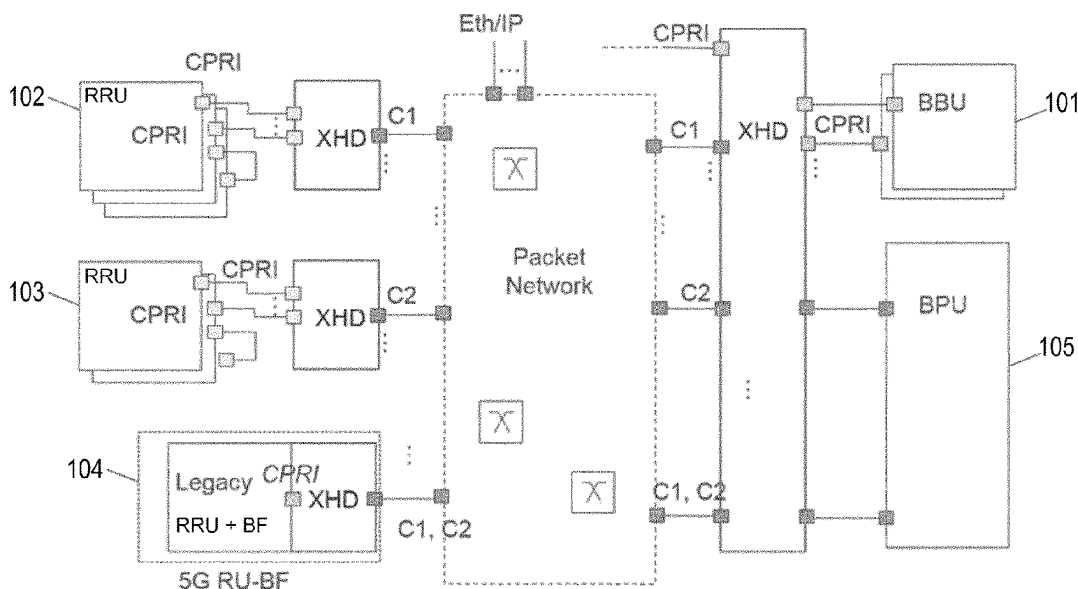 Eth/IP
CPRI
CPRI
102
RRU
CPRI
XHD
C1
C1
XHD
CPRI
BBU
101
Packet
Network
103
RRU
CPRI
CPRI
XHD
C2
C2
BPU
105
104
Legacy
CPRI
XHD
RRU + BF
C1, C2
C1, C2
5G RU-BF